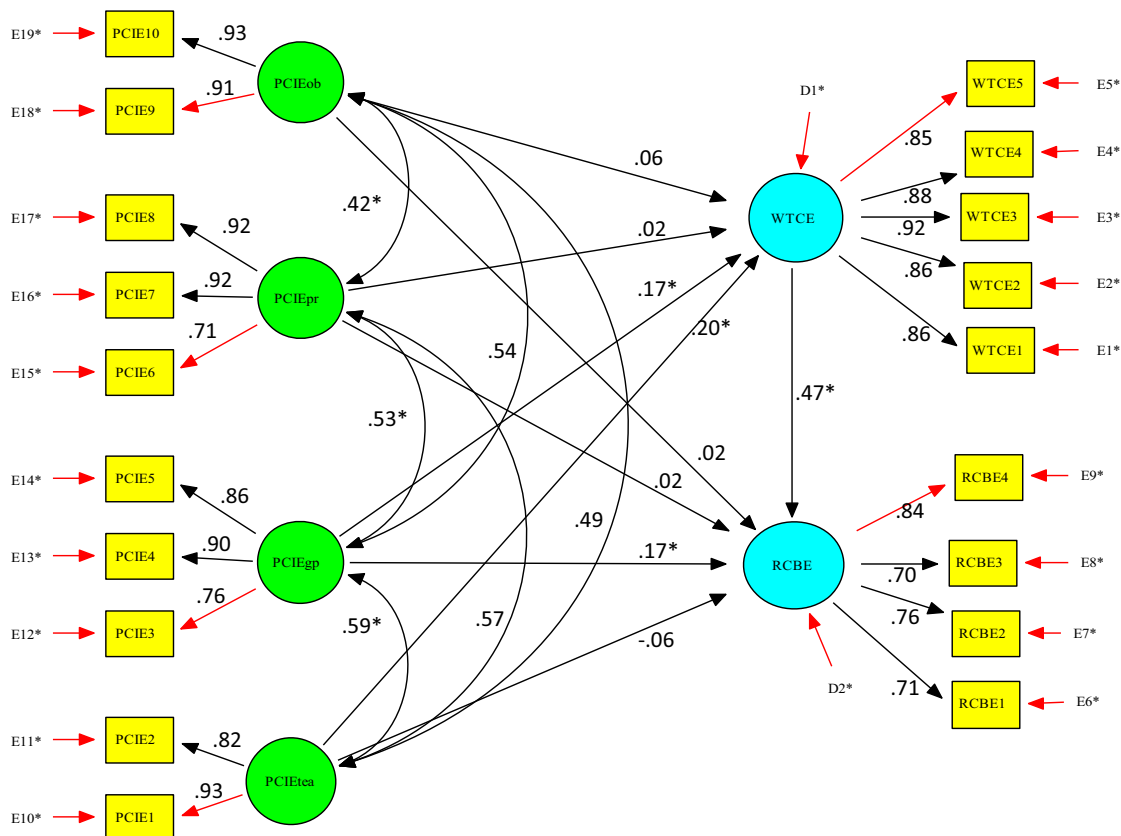 E19*
PCIE10
.93
PCIEob
E18*
PCIE9
.91
E17*
PCIE8
.92
.42*
PCIEpr
E16*
PCIE7
.92
E15*
PCIE6
.71
E14*
PCIE5
.86
.53*
.54
E13*
PCIE4
.90
PCIEgp
E12*
PCIE3
.76
.59*
.57
.49
E11*
PCIE2
.82
PCIEtea
E10*
PCIE1
.93
.06
.02
.17*
.20*
.02
.02
.17*
-.06
D1*
WTCE
.47*
RCBE
D2*
.85
WTCE5
E5*
.88
WTCE4
E4*
.92
WTCE3
E3*
.86
WTCE2
E2*
.86
WTCE1
E1*
.84
RCBE4
E9*
.70
RCBE3
E8*
.76
RCBE2
E7*
.71
RCBE1
E6*